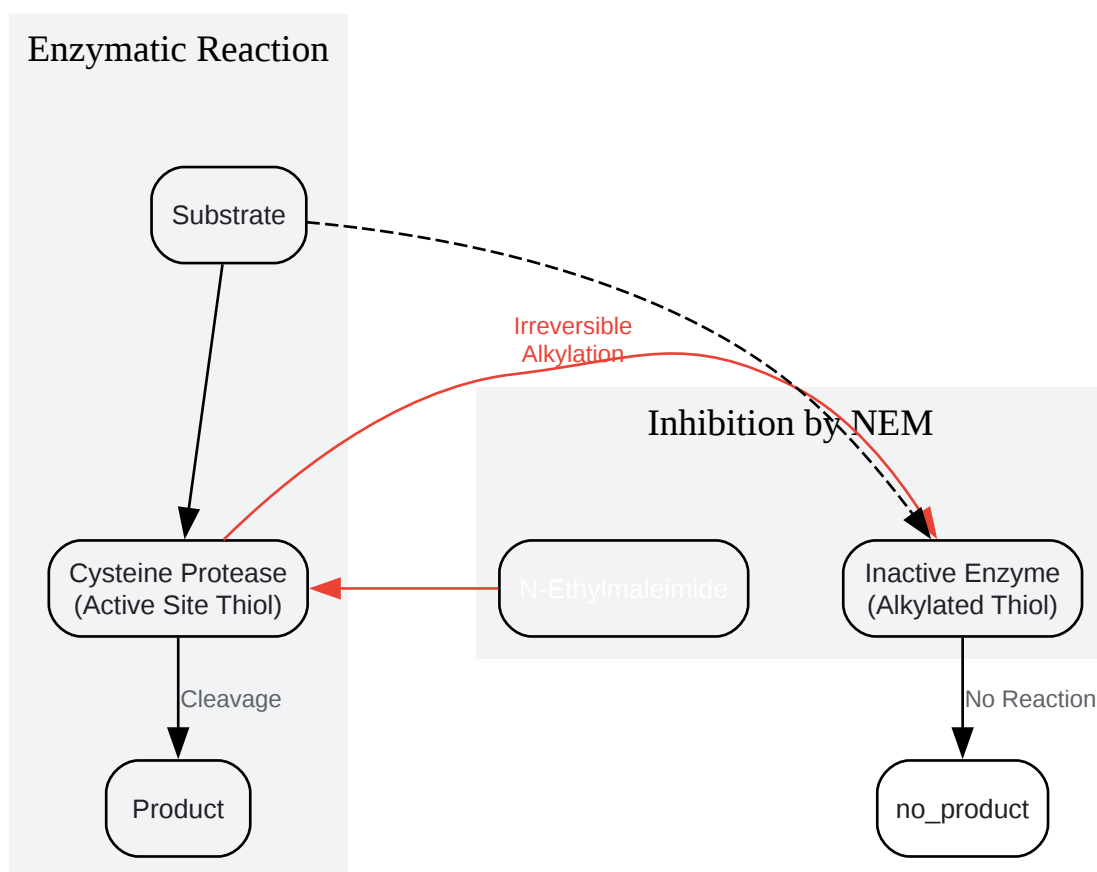 Enzymatic Reaction
Substrate
Irreversible
Alkylation
Inhibition by NEM
Cysteine Protease
(Active Site Thiol)
N-Ethylmaleimide
Inactive Enzyme
(Alkylated Thiol)
Cleavage
No Reaction
Product
no_product